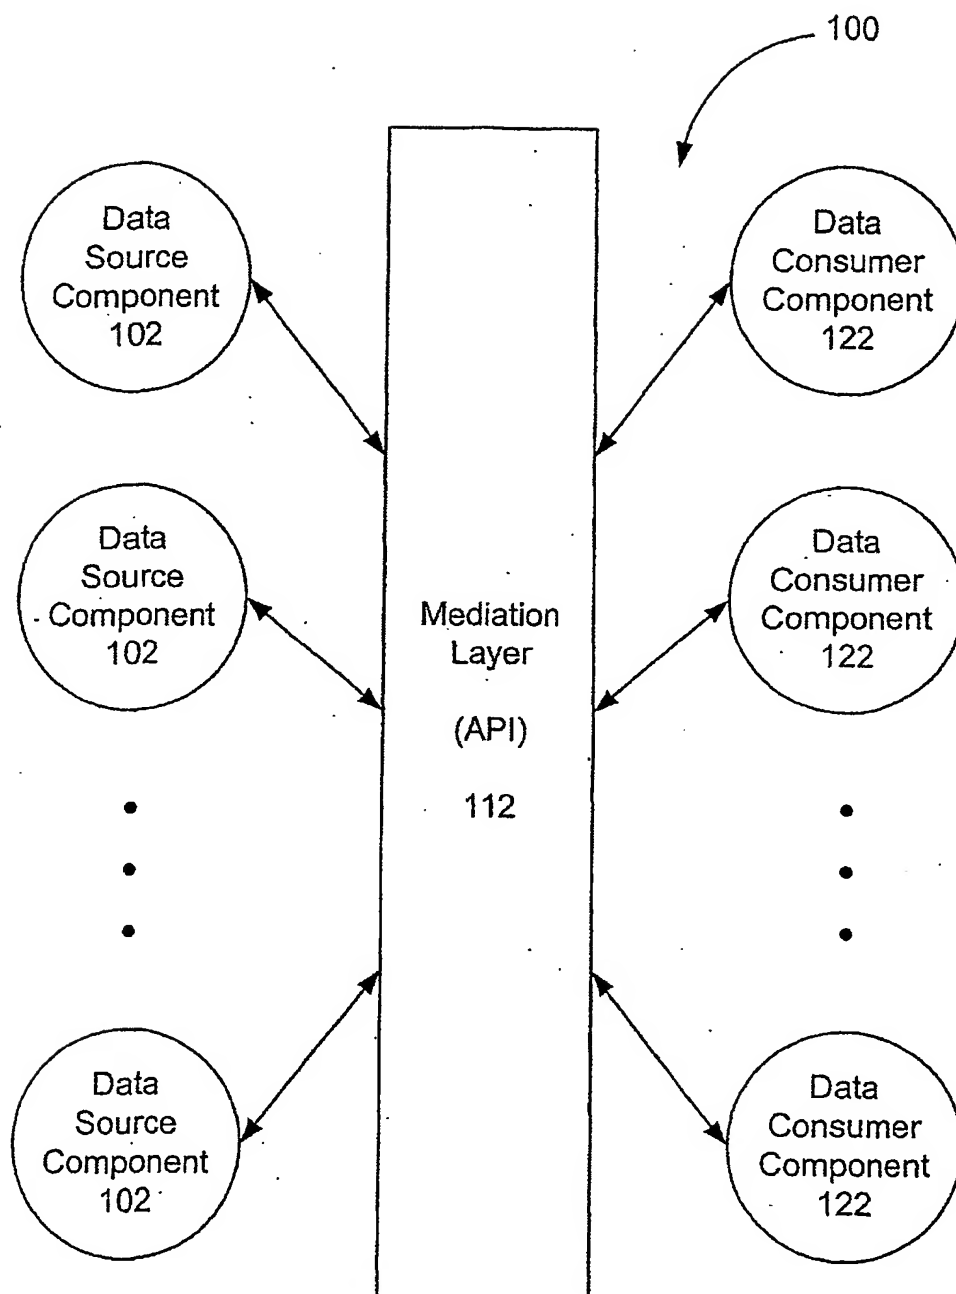 100
Data
Source
Component
102
Data
Consumer
Component
122
Data
Source
Component
102
Mediation
Layer
(API)
112
Data
Consumer
Component
122
Data
Source
Component
102
Data
Consumer
Component
122